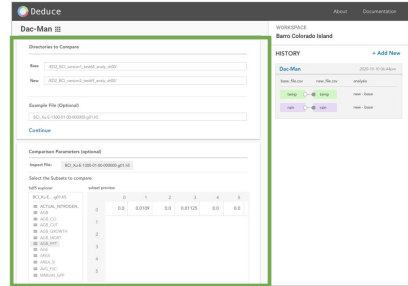 Deduce
About Documentation
Dac-Man
Directories to Compare
Base
New
Example File (Optional)
Continue
Comparison Parameters (optional)
Import File:
Select the Subsets to compare
hdf5 explorer
subset preview
0 1 2 3 4 5
0 0.0 0.0109 0.0 0.01125 0.0 0.0
1
2
3
4
5
ACTUAL_NITROGEN..
AGB
AGB_CO
AGB_CUT
AGB_GROWTH
AGB_MORT
AGB_PFT
AGE
AREA
AREA_SI
AVG_FSC
WORKSPACE
Barro Colorado Island
HISTORY + Add New
Dac-Man
base_file.csv new_file.csv analysis
temp temp new - base
rain rain new - base